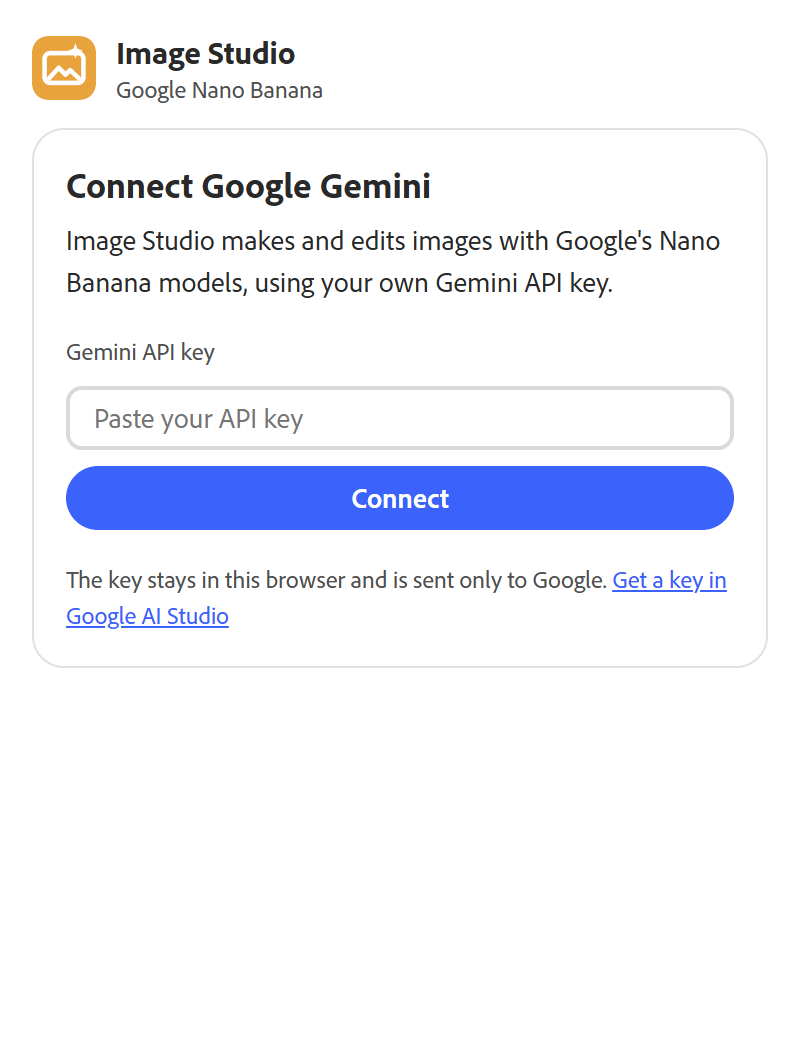 Image Studio
Google Nano Banana
Connect Google Gemini
Image Studio makes and edits images with Google's Nano
Banana models, using your own Gemini API key.
Gemini API key
Paste your API key
Connect
The key stays in this browser and is sent only to Google. Get a key in
Google AI Studio